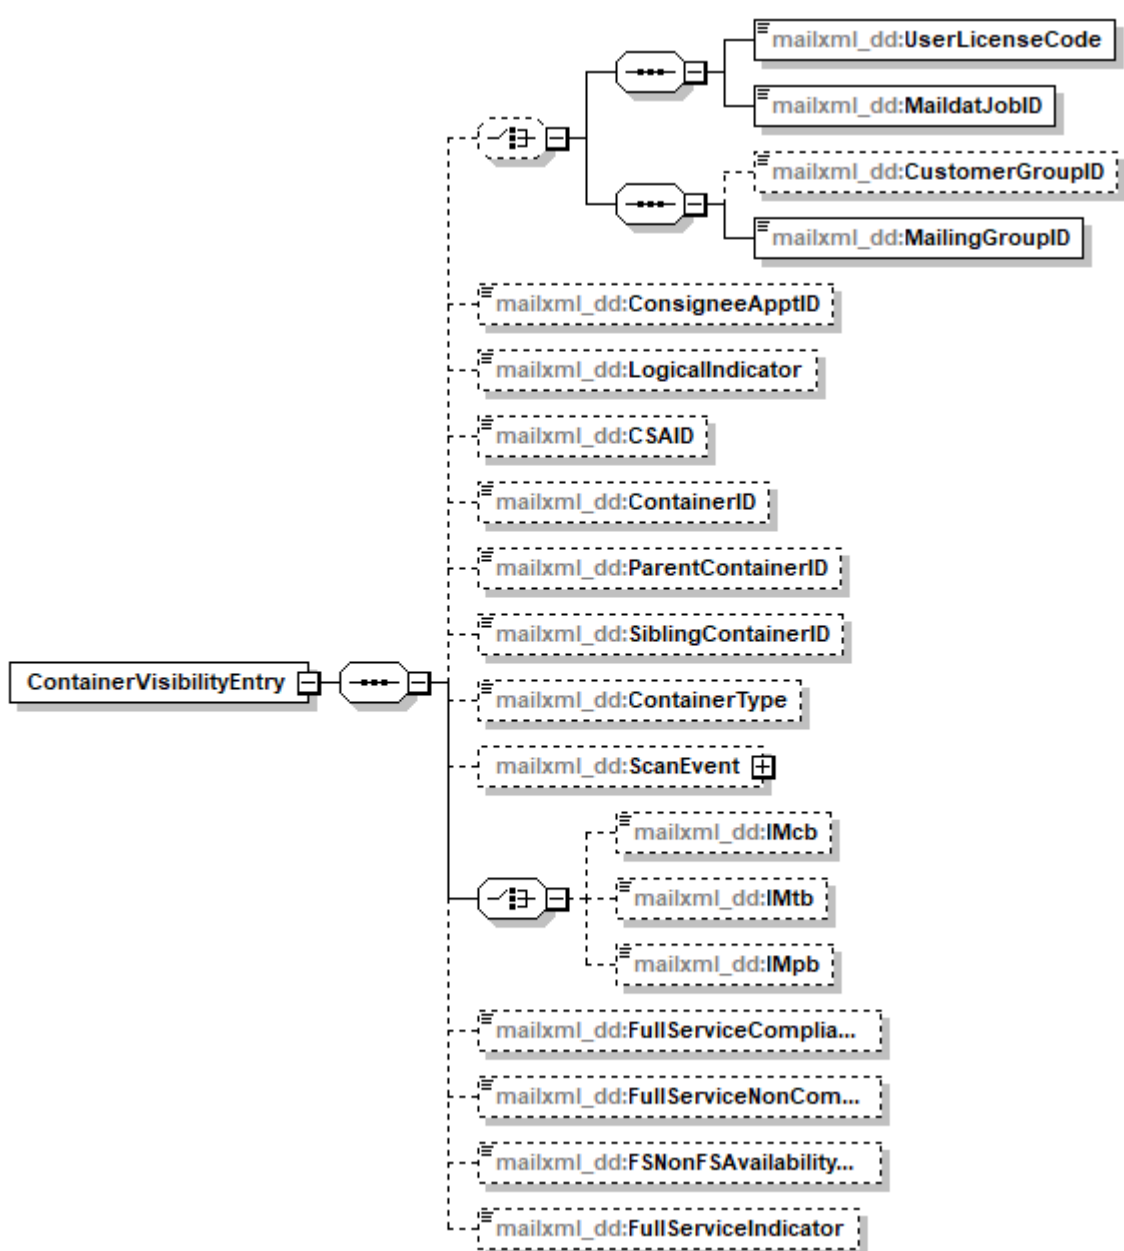 mailxml_dd:UserLicenseCode
mailxml_dd:MaildatJobID
mailxml_dd:CustomerGroupID
mailxml_dd:MailingGroupID
mailxml_dd:ConsigneeApptID
mailxml_dd:LogicalIndicator
mailxml_dd:CSAID
mailxml_dd:ContainerID
mailxml_dd:ParentContainerID
mailxml_dd:SiblingContainerID
ContainerVisibilityEntry
mailxml_dd:ContainerType
mailxml_dd:ScanEvent
mailxml_dd:IMcb
mailxml_dd:IMtb
mailxml_dd:IMpb
mailxml_dd:FullServiceComplia...
mailxml_dd:FullServiceNonCom...
mailxml_dd:FSNonFSAvailability...
mailxml_dd:FullServiceIndicator